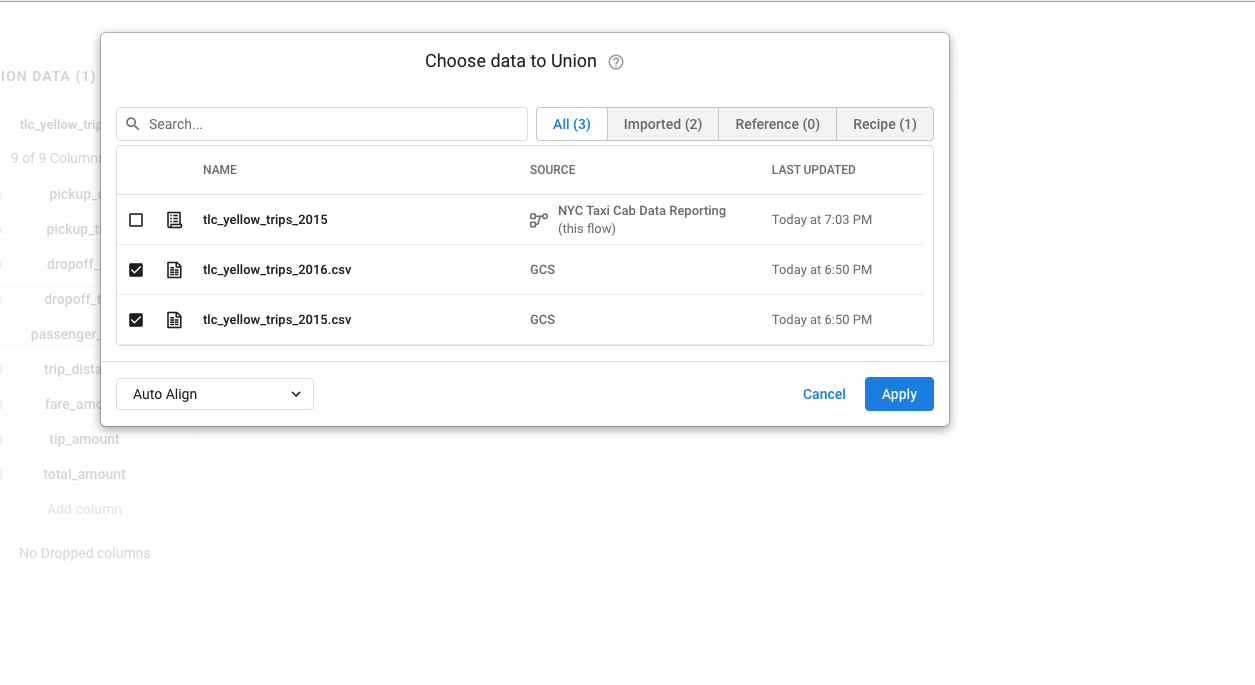 Choose data to Union
ION DATA (1)
Search...
All (3)
Imported (2)
Reference (0)
Recipe (1)
NAME
SOURCE
LAST UPDATED
tlc_yellow_trips_2015
NYC Taxi Cab Data Reporting
(this flow)
Today at 7:03 PM
tlc_yellow_trips_2016.csv
GCS
Today at 6:50 PM
tlc_yellow_trips_2015.csv
GCS
Today at 6:50 PM
Auto Align
Cancel
Apply
tlc_yellow_trip
9 of 9 Column
pickup_
pickup_t
dropoff_
dropoff_t
passenger_
trip_dista
fare_amo
tip_amount
total_amount
Add column
No Dropped columns